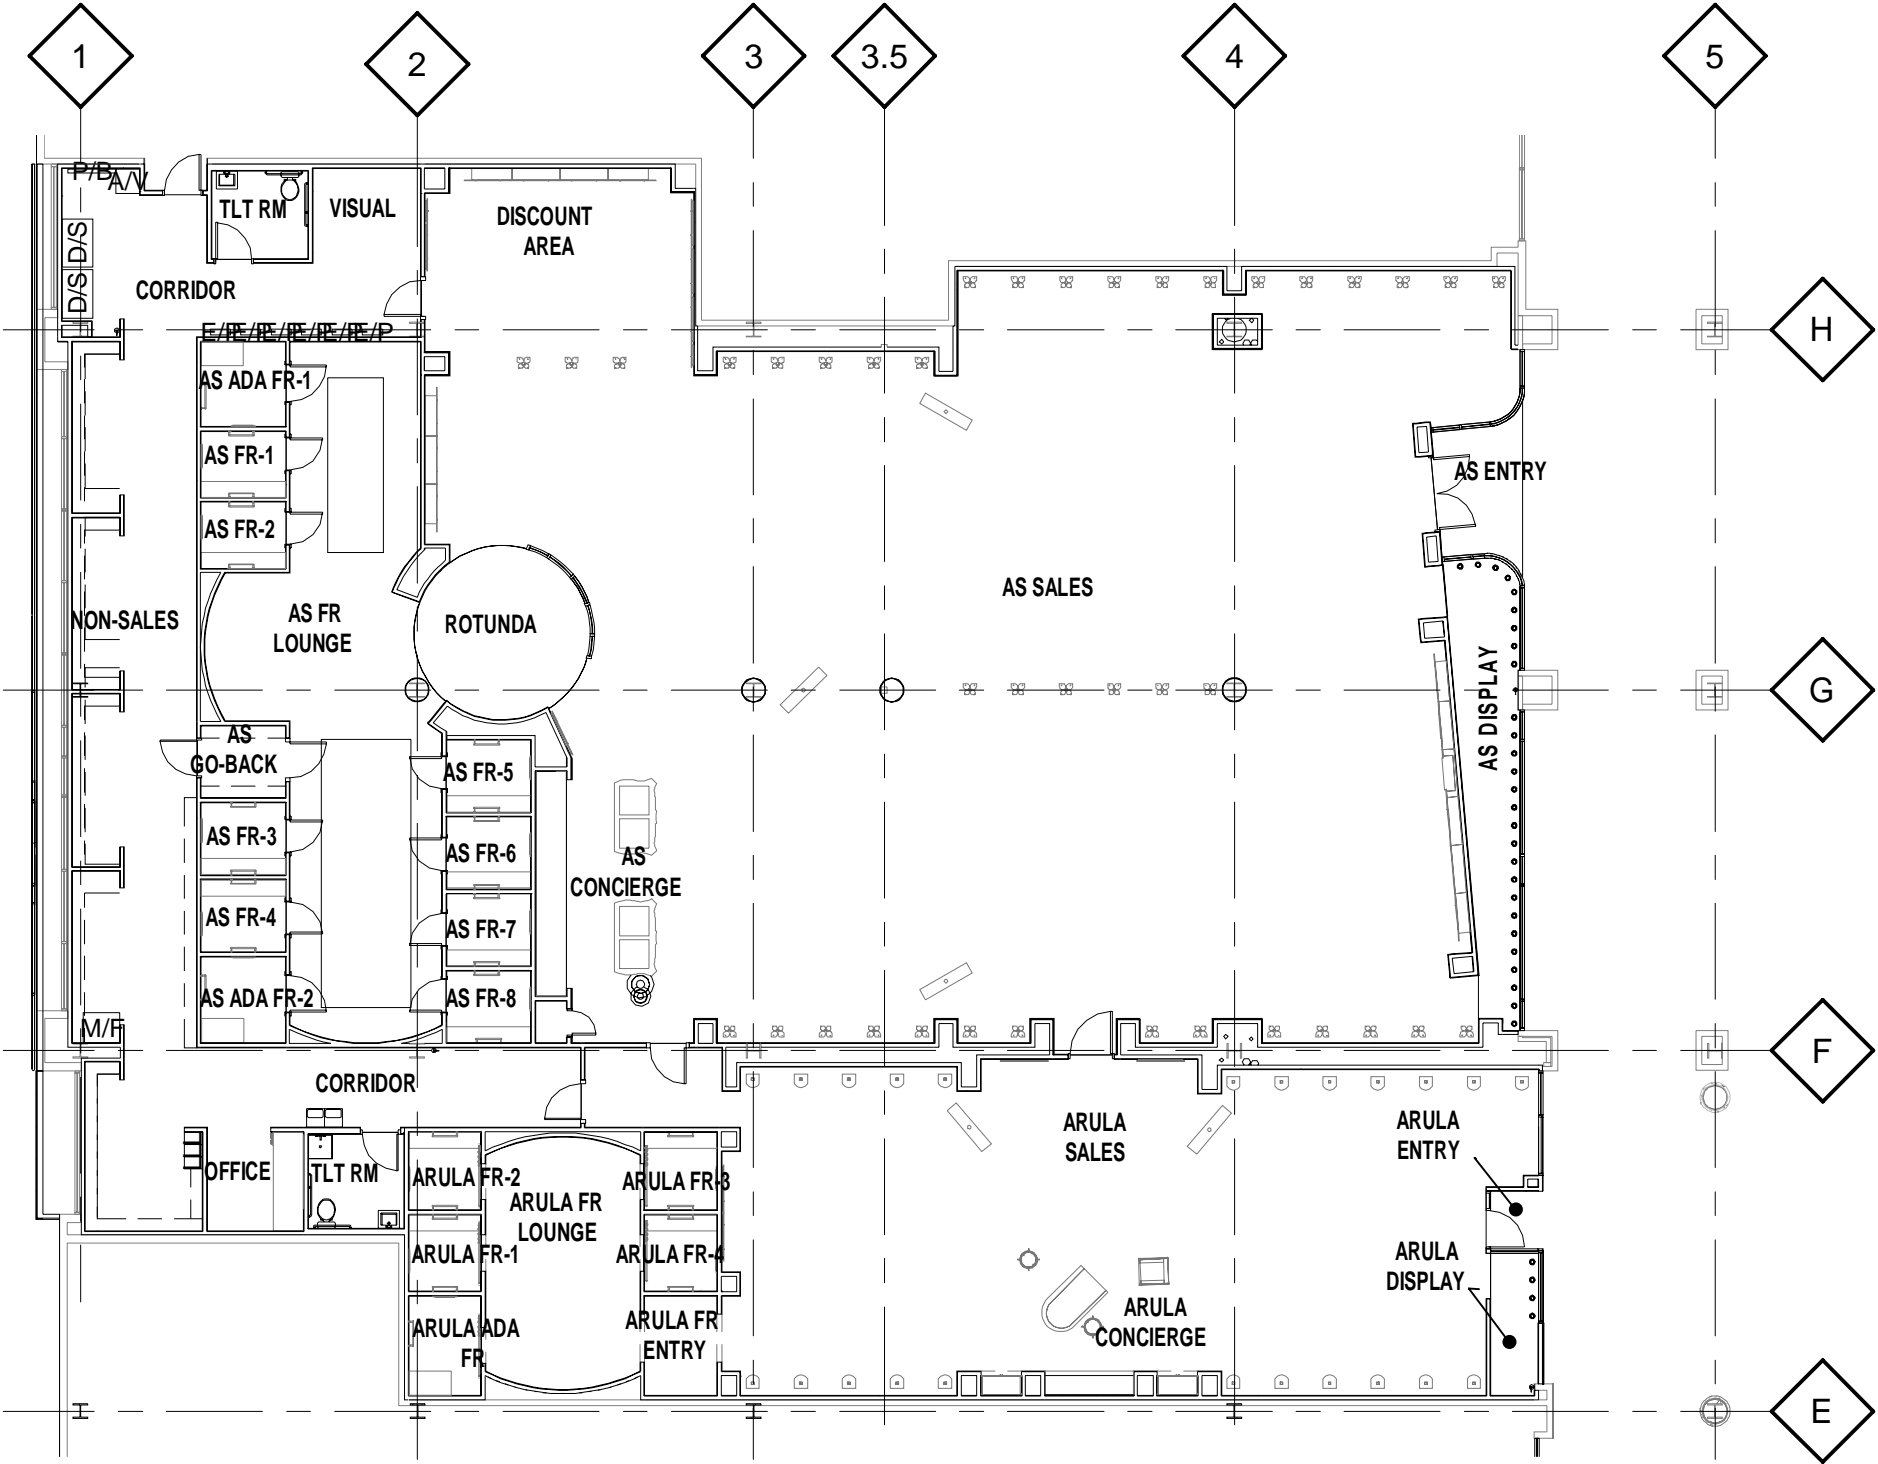 1
2
3
3.5
4
5
P/B
A/V
TLT RM
VISUAL
DISCOUNT
AREA
D/S
D/S
CORRIDOR
E/P
E/P
E/P
E/P
E/P
E/P
H
AS ADA FR-1
AS FR-1
AS FR-2
AS ENTRY
AS SALES
NON-SALES
AS FR
LOUNGE
ROTUNDA
AS DISPLAY
G
AS
GO-BACK
AS FR-5
AS FR-3
AS FR-6
AS
CONCIERGE
AS FR-4
AS FR-7
AS ADA FR-2
AS FR-8
M/F
F
CORRIDOR
ARULA
SALES
ARULA
ENTRY
OFFICE
TLT RM
ARULA FR-2
ARULA FR
LOUNGE
ARULA FR-3
ARULA FR-1
ARULA FR-4
ARULA
DISPLAY
ARULA
CONCIERGE
ARULA ADA
FR
ARULA FR
ENTRY
E